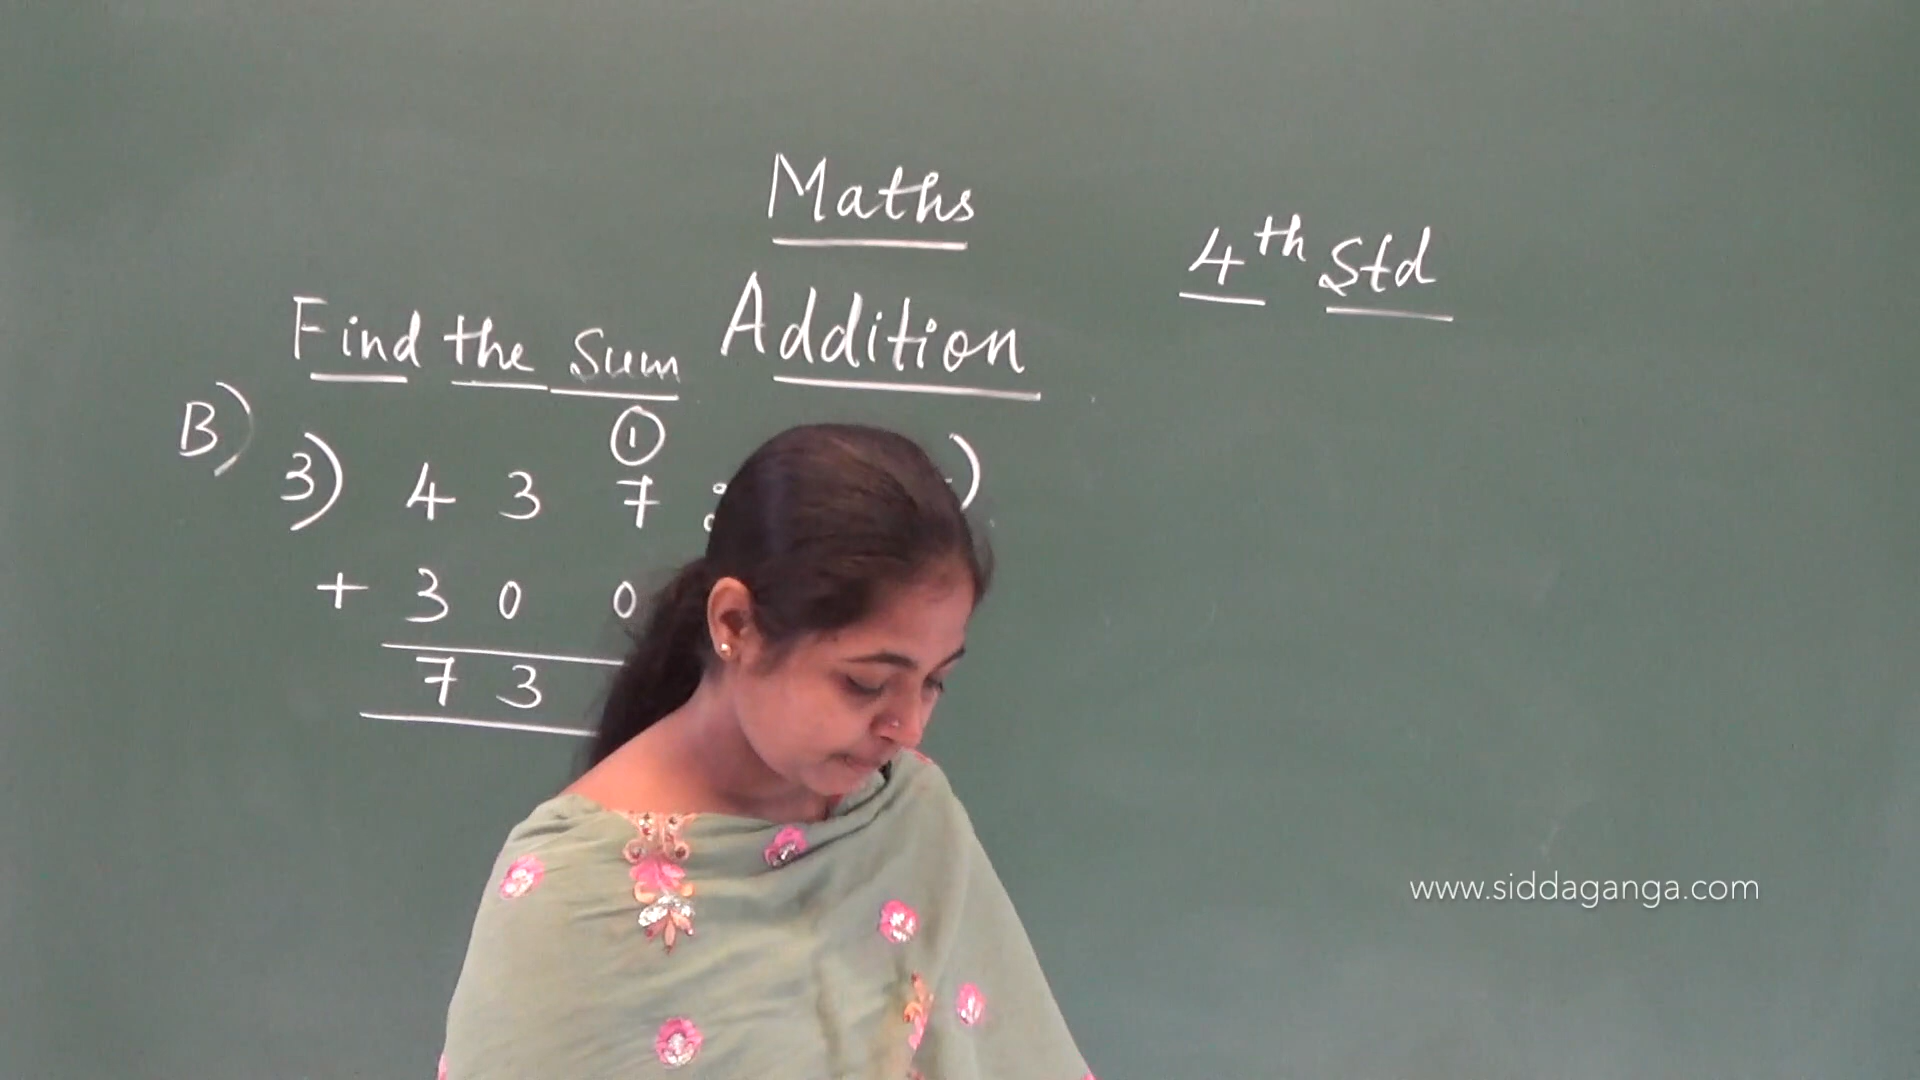 Maths
4th Std
Find the Sum Addition
1
B) 3) 4 3 7
+ 3 0 0
7 3
www.siddaganga.com